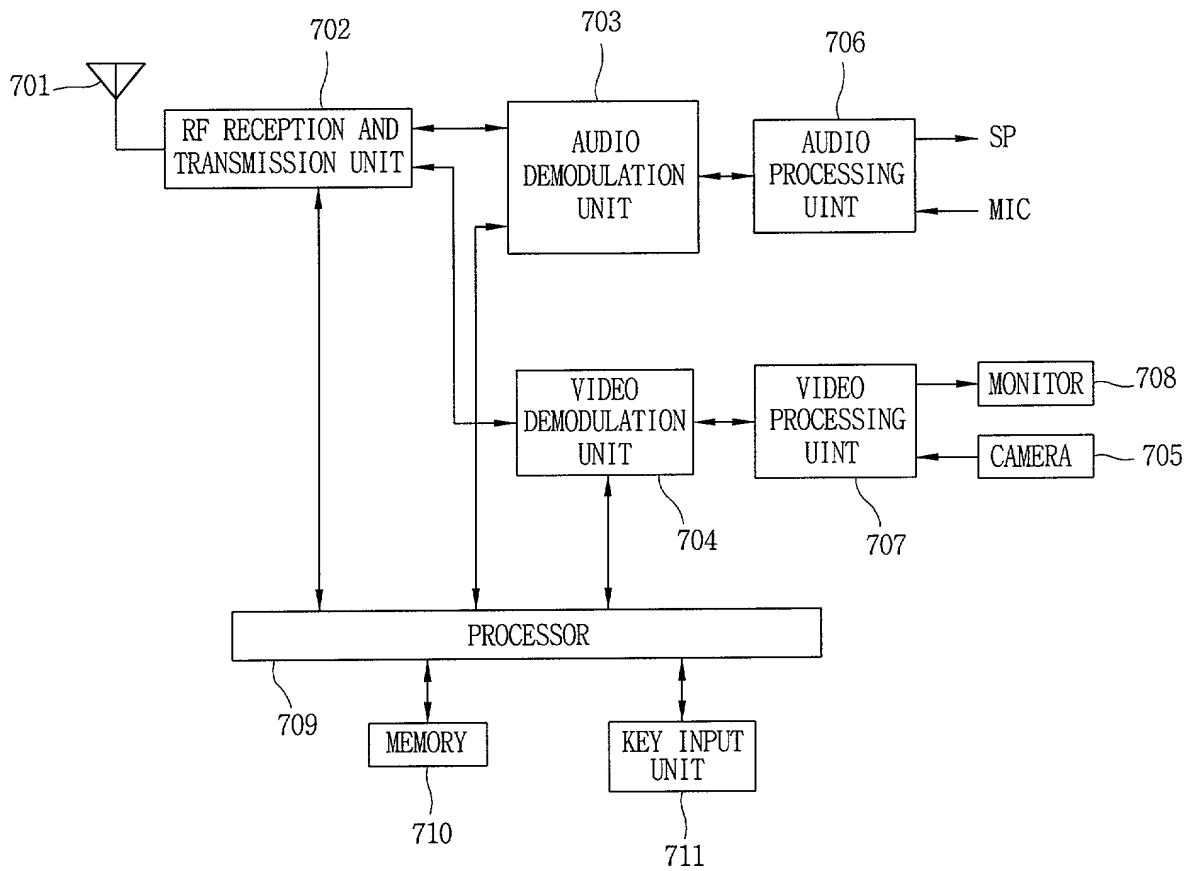 702
703
706
701
RF RECEPTION AND
TRANSMISSION UNIT
AUDIO
DEMODULATION
UNIT
AUDIO
PROCESSING
UINT
SP
MIC
VIDEO
DEMODULATION
UNIT
VIDEO
PROCESSING
UINT
MONITOR
708
CAMERA
705
704
707
PROCESSOR
709
MEMORY
KEY INPUT
UNIT
710
711